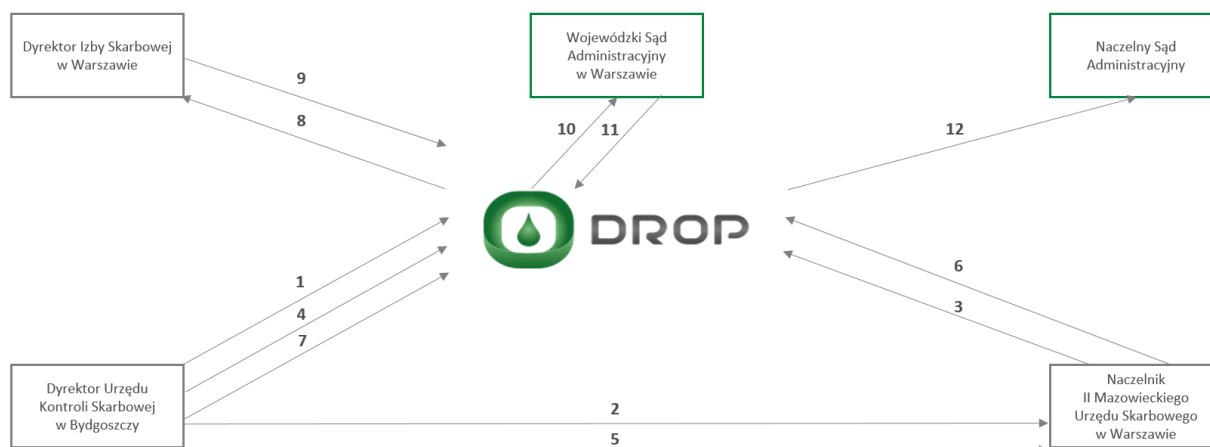 Dyrektor Izby Skarbowej
w Warszawie
Wojewódzki Sąd
Administracyjny
w Warszawie
Naczelny Sąd
Administracyjny
9
8
10
11
12
DROP
1
4
7
6
3
Dyrektor Urzędu
Kontroli Skarbowej
w Bydgoszczy
2
5
Naczelnik
II Mazowieckiego
Urzędu Skarbowego
w Warszawie